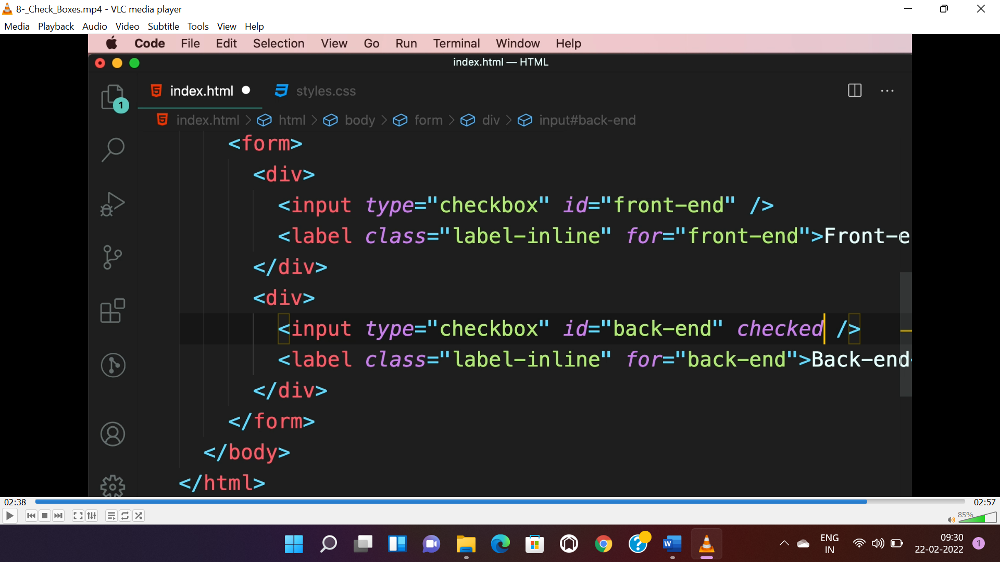 8-_Check_Boxes.mp4 - VLC media player
Media Playback Audio Video Subtitle Tools View Help
Code File Edit Selection View Go Run Terminal Window Help
index.html — HTML
index.html styles.css
1
index.html > html > body > form > div > input#back-end
<form>
<div>
<input type="checkbox" id="front-end" />
<label class="label-inline" for="front-end">Front-e
</div>
<div>
<input type="checkbox" id="back-end" checked />
<label class="label-inline" for="back-end">Back-end
</div>
</form>
</body>
</html>
02:38 02:57
85%
ENG
IN
09:30
22-02-2022
1